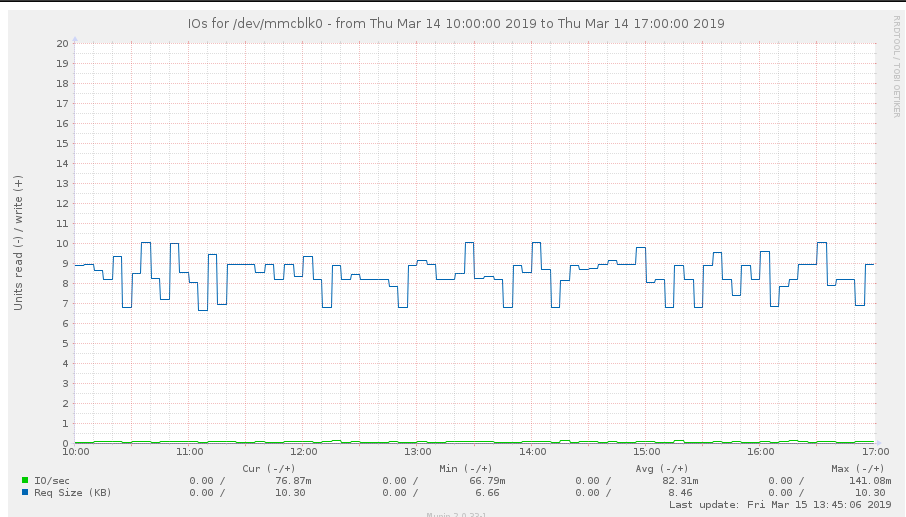 IOs for /dev/mmcblk0 - from Thu Mar 14 10:00:00 2019 to Thu Mar 14 17:00:00 2019
RRDTOOL / TOBI OETIKER
Units read (-) / write (+)
20
19
18
17
16
15
14
13
12
11
10
9
8
7
6
5
4
3
2
1
0
10:00 11:00 12:00 13:00 14:00 15:00 16:00 17:00
Cur (-/+) Min (-/+) Avg (-/+) Max (-/+)
IO/sec 0.00 / 76.87m 0.00 / 66.79m 0.00 / 82.31m 0.00 / 141.08m
Req Size (KB) 0.00 / 10.30 0.00 / 6.66 0.00 / 8.46 0.00 / 10.30
Last update: Fri Mar 15 13:45:06 2019
Munin 2.0.33-1